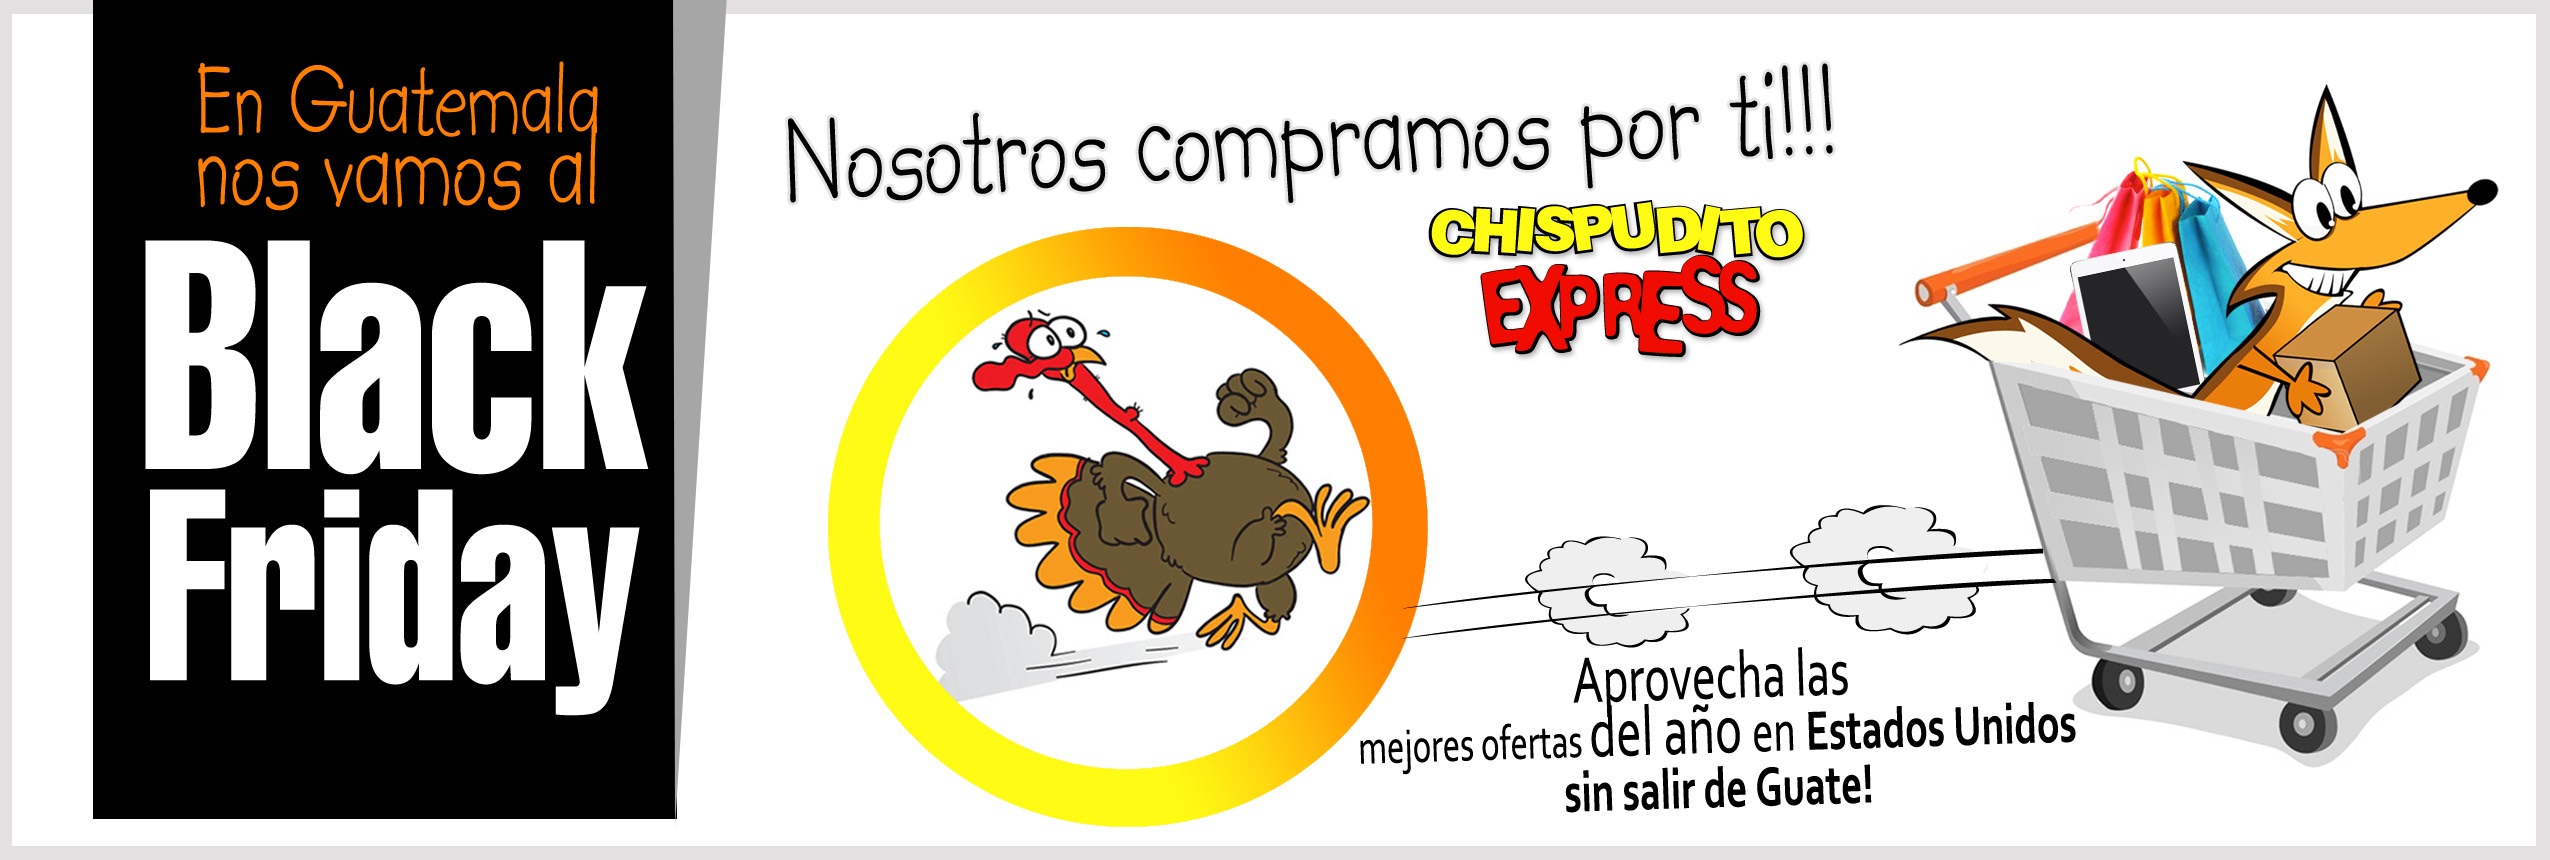 En Guatemala
nos vamos al
Black
Friday
Nosotros compramos por ti!!!
CHISPUDITO
EXPRESS
Aprovecha las
mejores ofertas del año en Estados Unidos
sin salir de Guate!